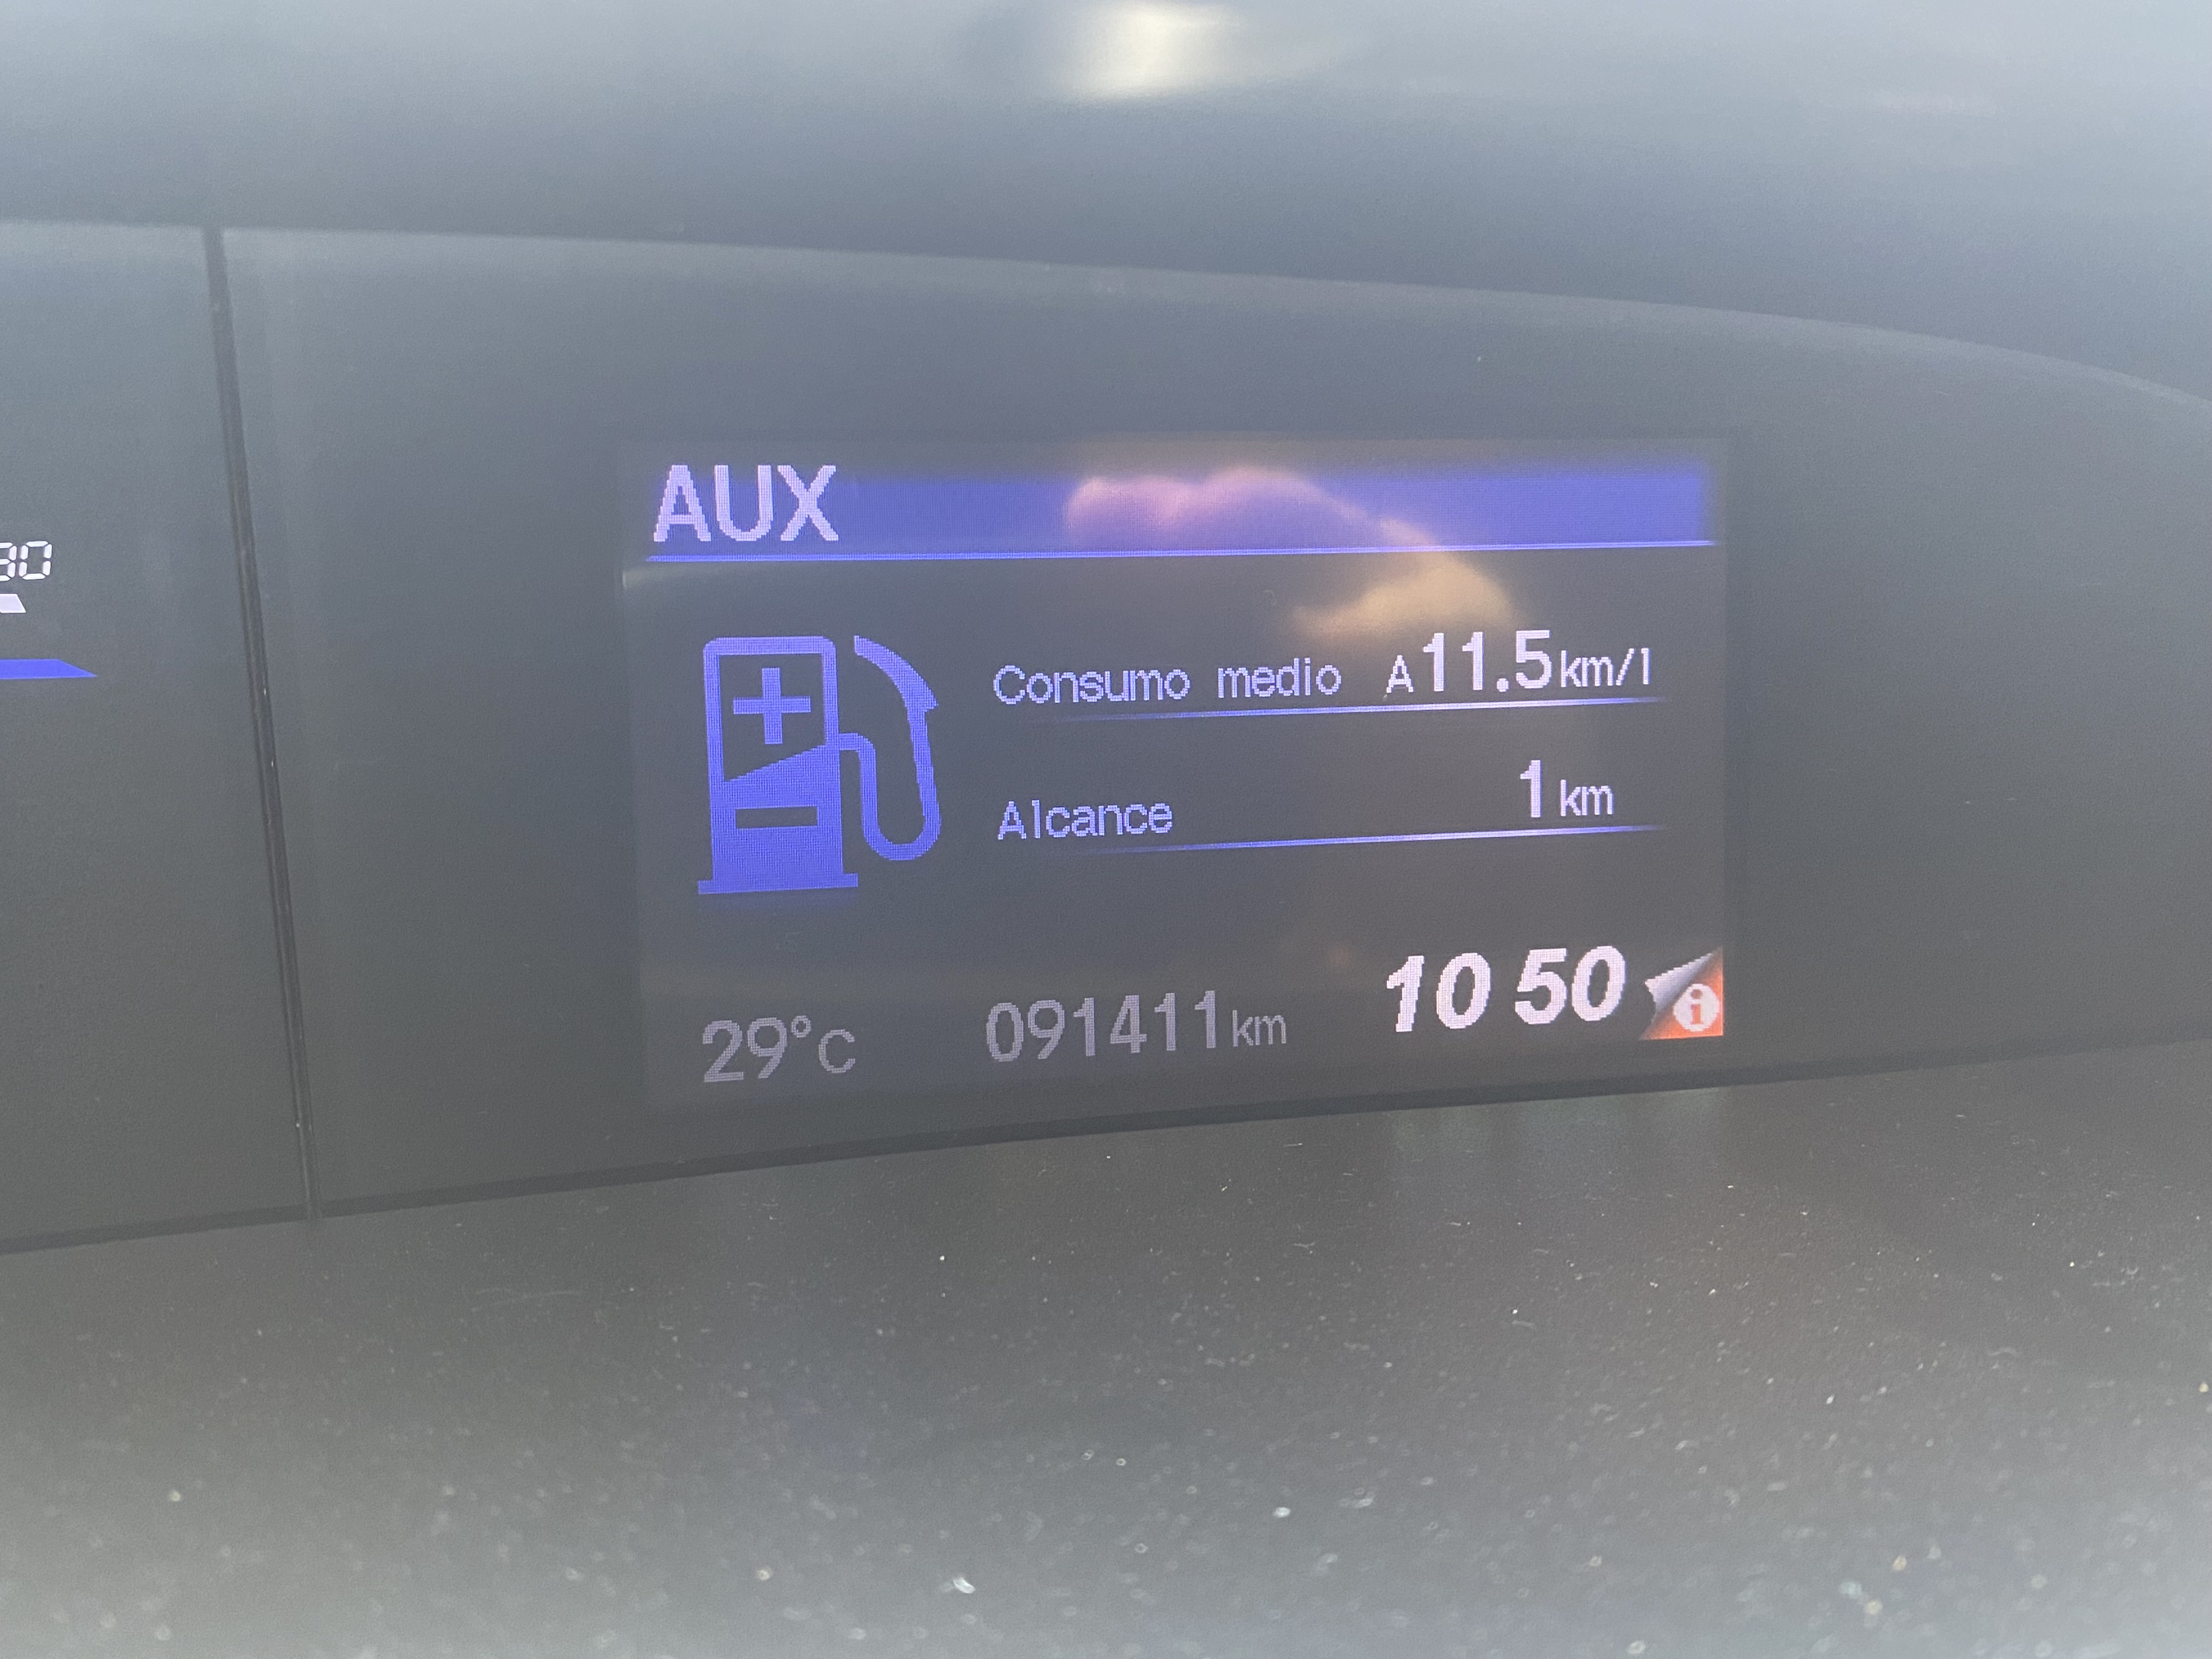 AUX
Consumo medio A11.5km/l
Alcance 1km
29°C 091411km 10 50